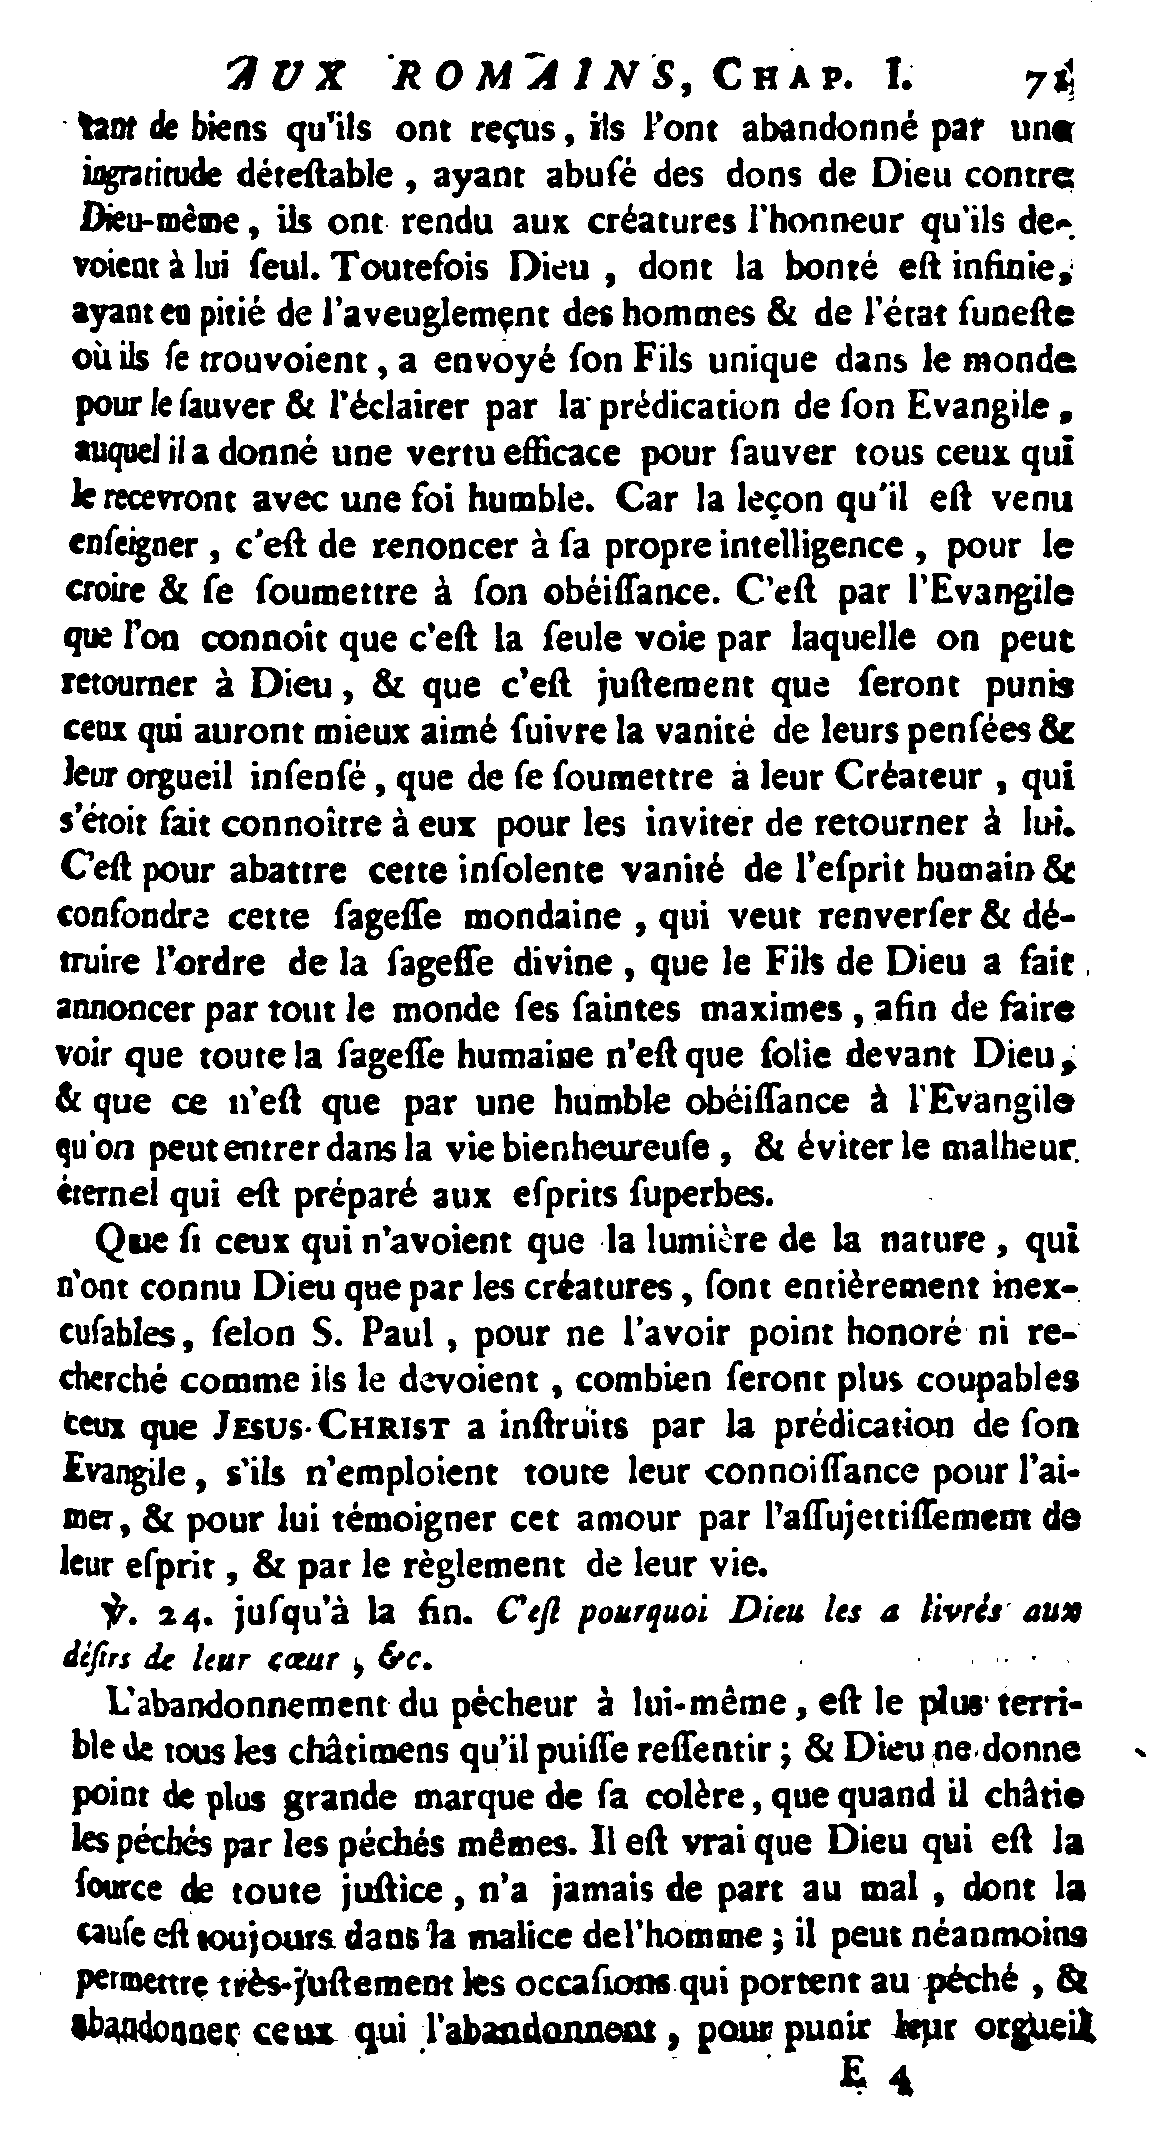 AUX ROMAINS, CHAP. I. 71
tant de biens qu'ils ont reçus, ils l'ont abandonné par une
ingratitude déteſtable, ayant abuſé des dons de Dieu contre
Dieu-même, ils ont rendu aux créatures l'honneur qu'ils de-
voient à lui ſeul. Toutefois Dieu, dont la bonté eſt infinie,
ayant eu pitié de l'aveuglement des hommes & de l'état funeſte
où ils ſe trouvoient, a envoyé ſon Fils unique dans le monde
pour le ſauver & l'éclairer par la prédication de ſon Evangile,
auquel il a donné une vertu efficace pour ſauver tous ceux qui
le recevront avec une foi humble. Car la leçon qu'il eſt venu
enſeigner, c'eſt de renoncer à ſa propre intelligence, pour le
croire & ſe ſoumettre à ſon obéiſſance. C'eſt par l'Evangile
que l'on connoît que c'eſt la ſeule voie par laquelle on peut
retourner à Dieu, & que c'eſt juſtement que ſeront punis
ceux qui auront mieux aimé ſuivre la vanité de leurs penſées &
leur orgueil inſenſé, que de ſe ſoumettre à leur Créateur, qui
s'étoit fait connoître à eux pour les inviter de retourner à lui.
C'eſt pour abattre cette inſolente vanité de l'eſprit humain &
confondre cette ſageſſe mondaine, qui veut renverſer & dé-
truire l'ordre de la ſageſſe divine, que le Fils de Dieu a fait
annoncer par tout le monde ſes ſaintes maximes, afin de faire
voir que toute la ſageſſe humaine n'eſt que folie devant Dieu,
& que ce n'eſt que par une humble obéiſſance à l'Evangile
qu'on peut entrer dans la vie bienheureuſe, & éviter le malheur
éternel qui eſt préparé aux eſprits ſuperbes.
Que ſi ceux qui n'avoient que la lumière de la nature, qui
n'ont connu Dieu que par les créatures, ſont entièrement inex-
cuſables, ſelon S. Paul, pour ne l'avoir point honoré ni re-
cherché comme ils le devoient, combien ſeront plus coupables
ceux que JESUS-CHRIST a inſtruits par la prédication de ſon
Evangile, s'ils n'emploient toute leur connoiſſance pour l'ai-
mer, & pour lui témoigner cet amour par l'aſſujettiſſement de
leur eſprit, & par le règlement de leur vie.
℣. 24. juſqu'à la fin. C'eſt pourquoi Dieu les a livrés aux
déſirs de leur cœur, &c.
L'abandonnement du pécheur à lui-même, eſt le plus terri-
ble de tous les châtimens qu'il puiſſe reſſentir; & Dieu ne donne
point de plus grande marque de ſa colère, que quand il châtie
les péchés par les péchés mêmes. Il eſt vrai que Dieu qui eſt la
ſource de toute juſtice, n'a jamais de part au mal, dont la
cauſe eſt toujours dans la malice de l'homme; il peut néanmoins
permettre très-juſtement les occaſions qui portent au péché, &
abandonner ceux qui l'abandonnent, pour punir leur orgueil
E 4